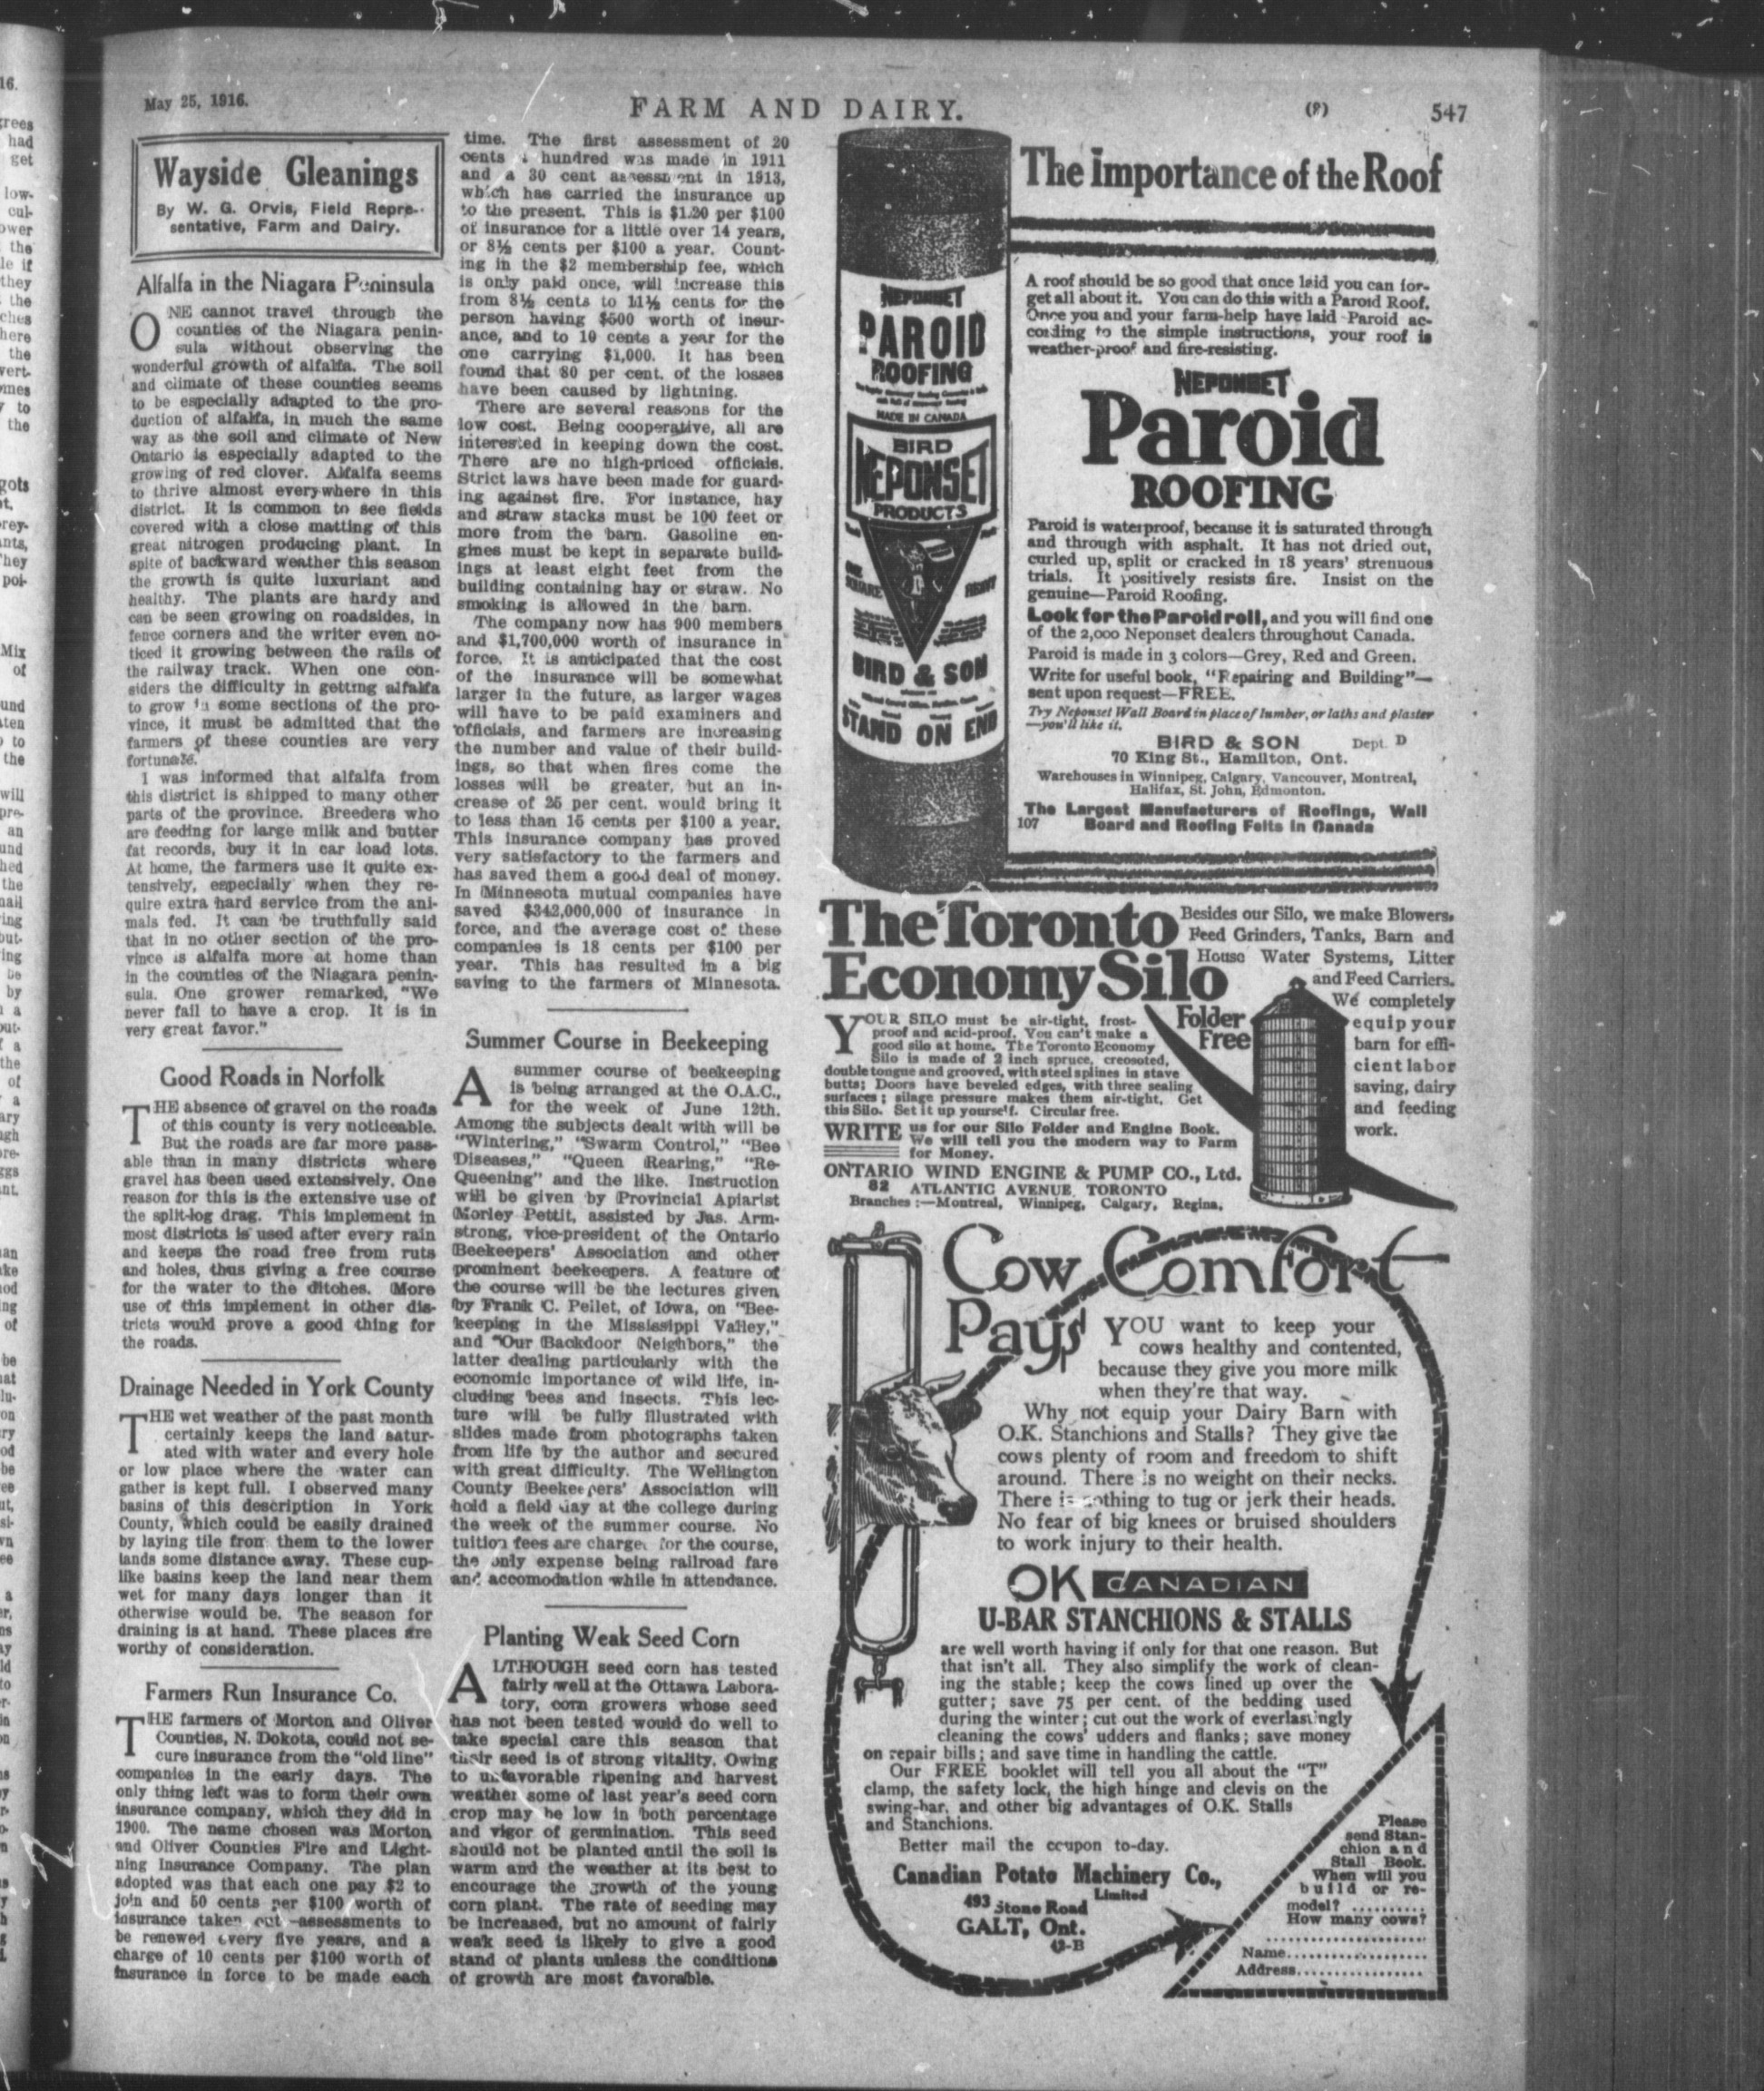 May 25, 1916.
FARM AND DAIRY.
547
Wayside Gleanings
By W. G. Orvis, Field Repre-
sentative, Farm and Dairy.
Alfalfa in the Niagara Peninsula
ONE cannot travel through the
counties of the Niagara penin-
sula without observing the
wonderful growth of alfalfa. The soil
and climate of these counties seems
to be especially adapted to the pro-
duction of alfalfa, in much the same
way as the soil and climate of New
Ontario is especially adapted to the
growing of red clover. Alfalfa seems
to thrive almost everywhere in this
district. It is common to see fields
covered with a close matting of this
great nitrogen producing plant. In
spite of backward weather this season
the growth is quite luxuriant and
healthy. The plants are hardy and
can be seen growing on roadsides, in
fence corners and the writer even no-
ticed it growing between the rails of
the railway track. When one con-
siders the difficulty in getting alfalfa
to grow in some sections of the pro-
vince, it must be admitted that the
farmers of these counties are very
fortunate.
I was informed that alfalfa from
this district is shipped to many other
parts of the province. Breeders who
are feeding for large milk and butter
fat records, buy it in car load lots.
At home, the farmers use it quite ex-
tensively, especially when they re-
quire extra hard service from the ani-
mals fed. It can be truthfully said
that in no other section of the pro-
vince is alfalfa more at home than
in the counties of the Niagara penin-
sula. One grower remarked, "We
never fail to have a crop. It is in
very great favor."
Good Roads in Norfolk
THE absence of gravel on the roads
of this county is very noticeable.
But the roads are far more pass-
able than in many districts where
gravel has been used extensively. One
reason for this is the extensive use of
the split-log drag. This implement in
most districts is used after every rain
and keeps the road free from ruts
and holes, thus giving a free course
for the water to the ditches. More
use of this implement in other dis-
tricts would prove a good thing for
the roads.
Drainage Needed in York County
THE wet weather of the past month
certainly keeps the land satur-
ated with water and every hole
or low place where the water can
gather is kept full. I observed many
basins of this description in York
County, which could be easily drained
by laying tile from them to the lower
lands some distance away. These cup-
like basins keep the land near them
wet for many days longer than it
otherwise would be. The season for
draining is at hand. These places are
worthy of consideration.
Farmers Run Insurance Co.
THE farmers of Morton and Oliver
Counties, N. Dokota, could not se-
cure insurance from the "old line"
companies in the early days. The
only thing left was to form their own
insurance company, which they did in
1900. The name chosen was Morton
and Oliver Counties Fire and Light-
ning Insurance Company. The plan
adopted was that each one pay $2 to
join and 50 cents per $100 worth of
insurance taken out—assessments to
be renewed every five years, and a
charge of 10 cents per $100 worth of
insurance in force to be made each
time. The first assessment of 20
cents a hundred was made in 1911
and a 30 cent assessment in 1913,
which has carried the insurance up
to the present. This is $1.20 per $100
of insurance for a little over 14 years,
or 8½ cents per $100 a year. Count-
ing in the $2 membership fee, which
is only paid once, will increase this
from 8½ cents to 11½ cents for the
person having $500 worth of insur-
ance, and to 10 cents a year for the
one carrying $1,000. It has been
found that 80 per cent. of the losses
have been caused by lightning.
There are several reasons for the
low cost. Being cooperative, all are
interested in keeping down the cost.
There are no high-priced officials.
Strict laws have been made for guard-
ing against fire. For instance, hay
and straw stacks must be 100 feet or
more from the barn. Gasoline en-
gines must be kept in separate build-
ings at least eight feet from the
building containing hay or straw. No
smoking is allowed in the barn.
The company now has 900 members
and $1,700,000 worth of insurance in
force. It is anticipated that the cost
of the insurance will be somewhat
larger in the future, as larger wages
will have to be paid examiners and
officials, and farmers are increasing
the number and value of their build-
ings, so that when fires come the
losses will be greater, but an in-
crease of 25 per cent. would bring it
to less than 15 cents per $100 a year.
This insurance company has proved
very satisfactory to the farmers and
has saved them a good deal of money.
In Minnesota mutual companies have
saved $342,000,000 of insurance in
force, and the average cost of these
companies is 18 cents per $100 per
year. This has resulted in a big
saving to the farmers of Minnesota.
Summer Course in Beekeeping
A summer course of beekeeping
is being arranged at the O.A.C.,
for the week of June 12th.
Among the subjects dealt with will be
"Wintering," "Swarm Control," "Bee
Diseases," "Queen Rearing," "Re-
Queening" and the like. Instruction
will be given by Provincial Apiarist
Morley Pettit, assisted by Jas. Arm-
strong, vice-president of the Ontario
Beekeepers' Association and other
prominent beekeepers. A feature of
the course will be the lectures given
by Frank C. Pellet, of Iowa, on "Bee-
keeping in the Mississippi Valley,"
and "Our Backdoor Neighbors," the
latter dealing particularly with the
economic importance of wild life, in-
cluding bees and insects. This lec-
ture will be fully illustrated with
slides made from photographs taken
from life by the author and secured
with great difficulty. The Wellington
County Beekeepers' Association will
hold a field day at the college during
the week of the summer course. No
tuition fees are charged for the course,
the only expense being railroad fare
and accomodation while in attendance.
Planting Weak Seed Corn
ALTHOUGH seed corn has tested
fairly well at the Ottawa Labora-
tory, corn growers whose seed
has not been tested would do well to
take special care this season that
their seed is of strong vitality. Owing
to unfavorable ripening and harvest
weather some of last year's seed corn
crop may be low in both percentage
and vigor of germination. This seed
should not be planted until the soil is
warm and the weather at its best to
encourage the growth of the young
corn plant. The rate of seeding may
be increased, but no amount of fairly
weak seed is likely to give a good
stand of plants unless the conditions
of growth are most favorable.
NEPONSET
PAROID
ROOFING
MADE IN CANADA
BIRD
NEPONSET
PRODUCTS
ONE
SQUARE
BIRD & SON
STAND ON END
The Importance of the Roof
A roof should be so good that once laid you can for-
get all about it. You can do this with a Paroid Roof.
Once you and your farm-help have laid Paroid ac-
cording to the simple instructions, your roof is
weather-proof and fire-resisting.
NEPONSET
Paroid
ROOFING
Paroid is waterproof, because it is saturated through
and through with asphalt. It has not dried out,
curled up, split or cracked in 18 years' strenuous
trials. It positively resists fire. Insist on the
genuine—Paroid Roofing.
Look for the Paroid roll, and you will find one
of the 2,000 Neponset dealers throughout Canada.
Paroid is made in 3 colors—Grey, Red and Green.
Write for useful book, "Repairing and Building"—
sent upon request—FREE.
Try Neponset Wall Board in place of lumber, or laths and plaster
—you'll like it.
BIRD & SON Dept. D
70 King St., Hamilton, Ont.
Warehouses in Winnipeg, Calgary, Vancouver, Montreal,
Halifax, St. John, Edmonton.
The Largest Manufacturers of Roofings, Wall
107 Board and Roofing Felts in Canada
The Toronto
Economy Silo
Besides our Silo, we make Blowers,
Feed Grinders, Tanks, Barn and
House Water Systems, Litter
and Feed Carriers.
We completely
equip your
barn for effi-
cient labor
saving, dairy
and feeding
work.
Folder
Free
YOUR SILO must be air-tight, frost-
proof and acid-proof. You can't make a
good silo at home. The Toronto Economy
Silo is made of 2 inch spruce, creosoted,
double tongue and grooved, with steel splines in stave
butts; Doors have beveled edges, with three sealing
surfaces; silage pressure makes them air-tight. Get
this Silo. Set it up yourself. Circular free.
WRITE us for our Silo Folder and Engine Book.
We will tell you the modern way to Farm
for Money.
ONTARIO WIND ENGINE & PUMP CO., Ltd.
82 ATLANTIC AVENUE, TORONTO
Branches:—Montreal, Winnipeg, Calgary, Regina.
Cow Comfort
Pays
YOU want to keep your
cows healthy and contented,
because they give you more milk
when they're that way.
Why not equip your Dairy Barn with
O.K. Stanchions and Stalls? They give the
cows plenty of room and freedom to shift
around. There is no weight on their necks.
There is nothing to tug or jerk their heads.
No fear of big knees or bruised shoulders
to work injury to their health.
OK CANADIAN
U-BAR STANCHIONS & STALLS
are well worth having if only for that one reason. But
that isn't all. They also simplify the work of clean-
ing the stable; keep the cows lined up over the
gutter; save 75 per cent. of the bedding used
during the winter; cut out the work of everlastingly
cleaning the cows' udders and flanks; save money
on repair bills; and save time in handling the cattle.
Our FREE booklet will tell you all about the "T"
clamp, the safety lock, the high hinge and clevis on the
swing-bar, and other big advantages of O.K. Stalls
and Stanchions.
Better mail the coupon to-day.
Canadian Potato Machinery Co.,
Limited
493 Stone Road
GALT, Ont.
42-B
Please
send Stan-
chion and
Stall Book.
When will you
build or re-
model? ..........
How many cows?
......................
Name....................
Address..................